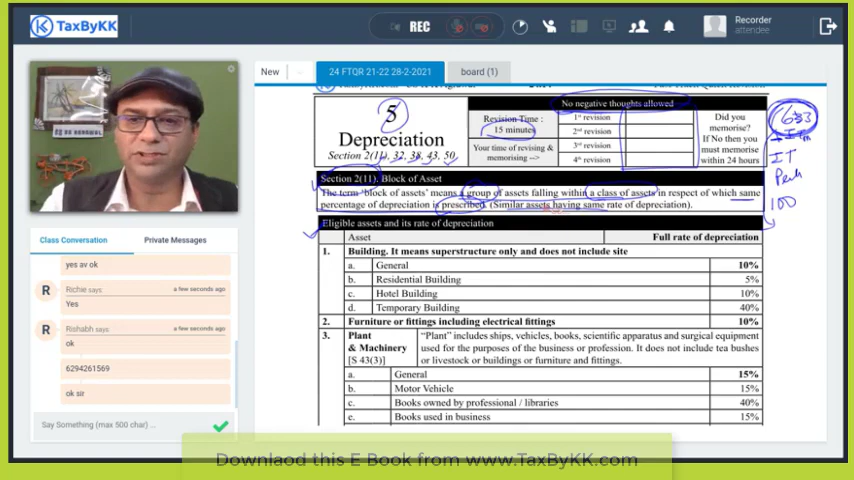 TaxByKK
REC
Recorder
attendee
New
24 FTQR 21-22 28-2-2021
board (1)
5
Depreciation
Section 2(11), 32, 38, 43, 50
No negative thoughts allowed
Revision Time :
15 minutes
Your time of revising &
memorising -->
1st revision
2nd revision
3rd revision
4th revision
Did you
memorise?
If No then you
must memorise
within 24 hours
633
IT
100
Section 2(11). Block of Asset
The term 'block of assets' means a group of assets falling within a class of assets in respect of which same
percentage of depreciation is prescribed. (Similar assets having same rate of depreciation).
Eligible assets and its rate of depreciation
Asset Full rate of depreciation
1. Building. It means superstructure only and does not include site
a. General 10%
b. Residential Building 5%
c. Hotel Building 10%
d. Temporary Building 40%
2. Furniture or fittings including electrical fittings 10%
3. Plant
& Machinery
[S 43(3)]
"Plant" includes ships, vehicles, books, scientific apparatus and surgical equipment
used for the purposes of the business or profession. It does not include tea bushes
or livestock or buildings or furniture and fittings.
a. General 15%
b. Motor Vehicle 15%
c. Books owned by professional / libraries 40%
e. Books used in business 15%
Class Conversation
Private Messages
yes av ok
R
Richie says:
a few seconds ago
Yes
R
Rishabh says:
a few seconds ago
ok
6294261569
ok sir
Say Something (max 500 char) ...
Downlaod this E Book from www.TaxByKK.com